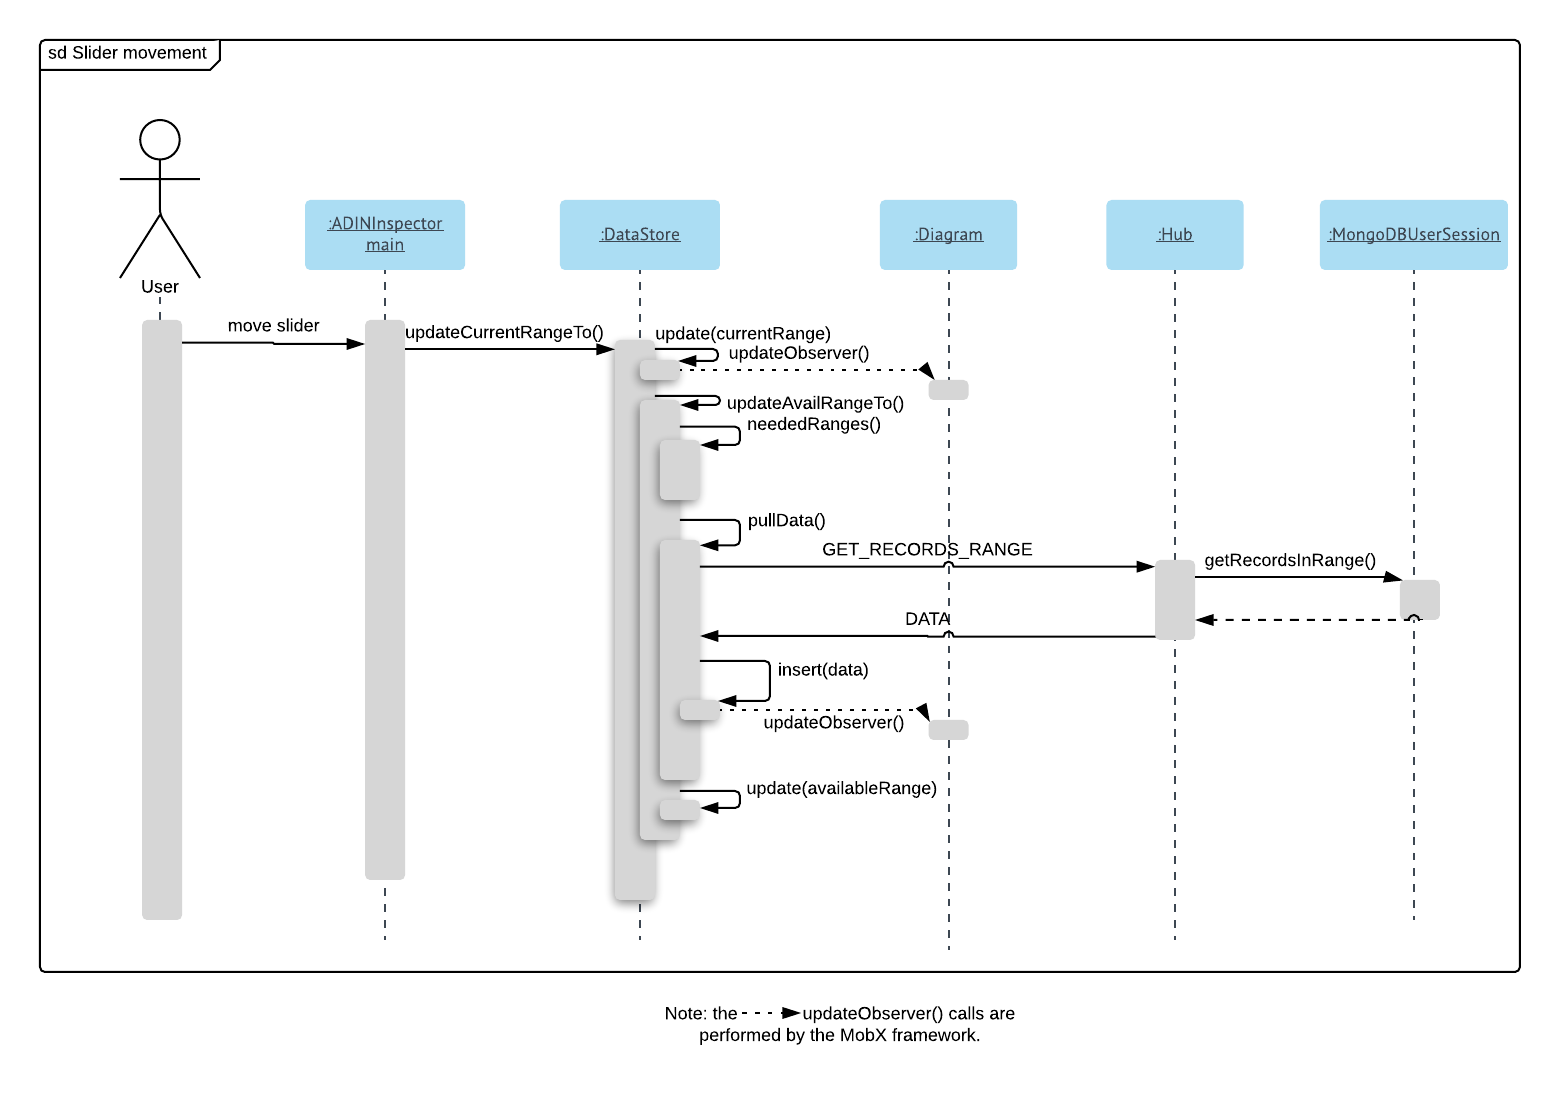 sd Slider movement
:ADINInspector
main
:DataStore
:Diagram
:Hub
:MongoDBUserSession
User
move slider
updateCurrentRangeTo()
update(currentRange)
updateObserver()
updateAvailRangeTo()
neededRanges()
pullData()
GET_RECORDS_RANGE
getRecordsInRange()
DATA
insert(data)
updateObserver()
update(availableRange)
Note: the updateObserver() calls are
performed by the MobX framework.